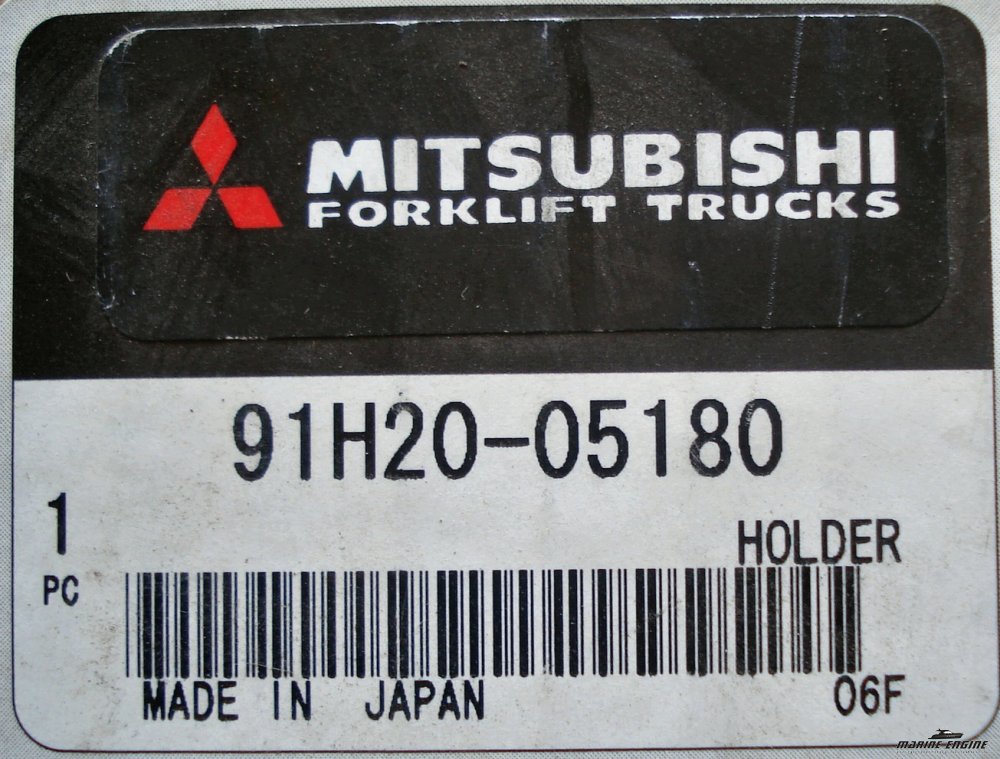 MITSUBISHI
FORKLIFT TRUCKS
91H20-05180
1
PC
HOLDER
MADE IN JAPAN
06F
MARINE-ENGINE